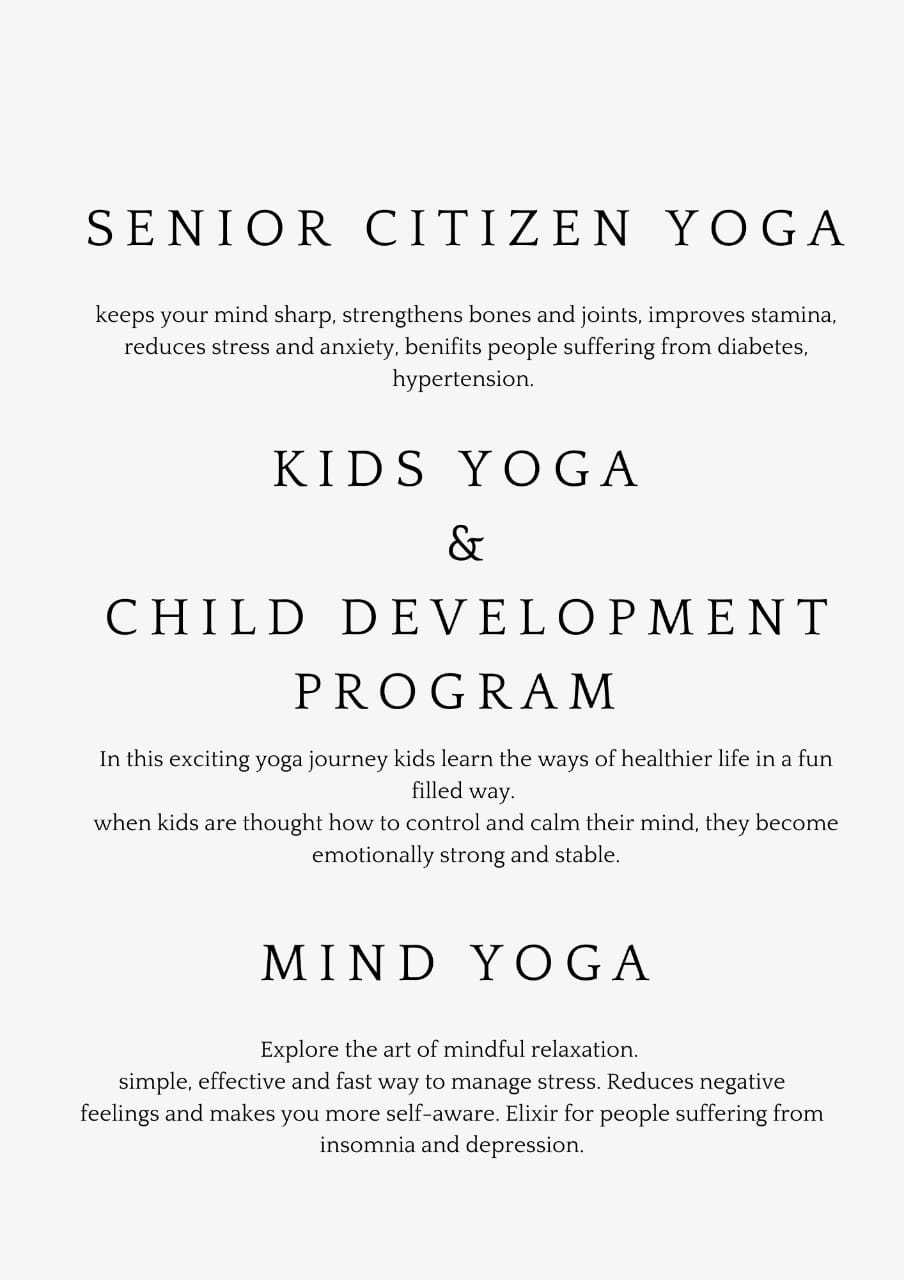 SENIOR CITIZEN YOGA
keeps your mind sharp, strengthens bones and joints, improves stamina,
reduces stress and anxiety, benifits people suffering from diabetes,
hypertension.
KIDS YOGA
&
CHILD DEVELOPMENT
PROGRAM
In this exciting yoga journey kids learn the ways of healthier life in a fun
filled way.
when kids are thought how to control and calm their mind, they become
emotionally strong and stable.
MIND YOGA
Explore the art of mindful relaxation.
simple, effective and fast way to manage stress. Reduces negative
feelings and makes you more self-aware. Elixir for people suffering from
insomnia and depression.